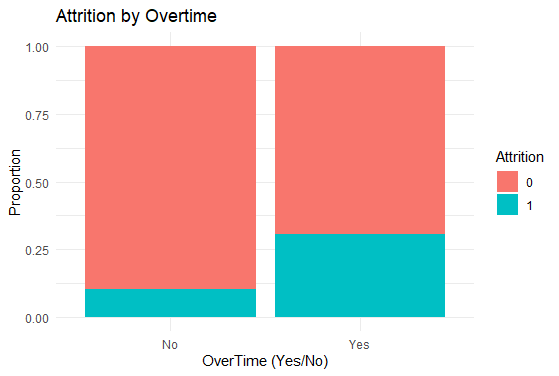 Attrition by Overtime
1.00
0.75
0.50
0.25
0.00
Proportion
No
Yes
OverTime (Yes/No)
Attrition
0
1